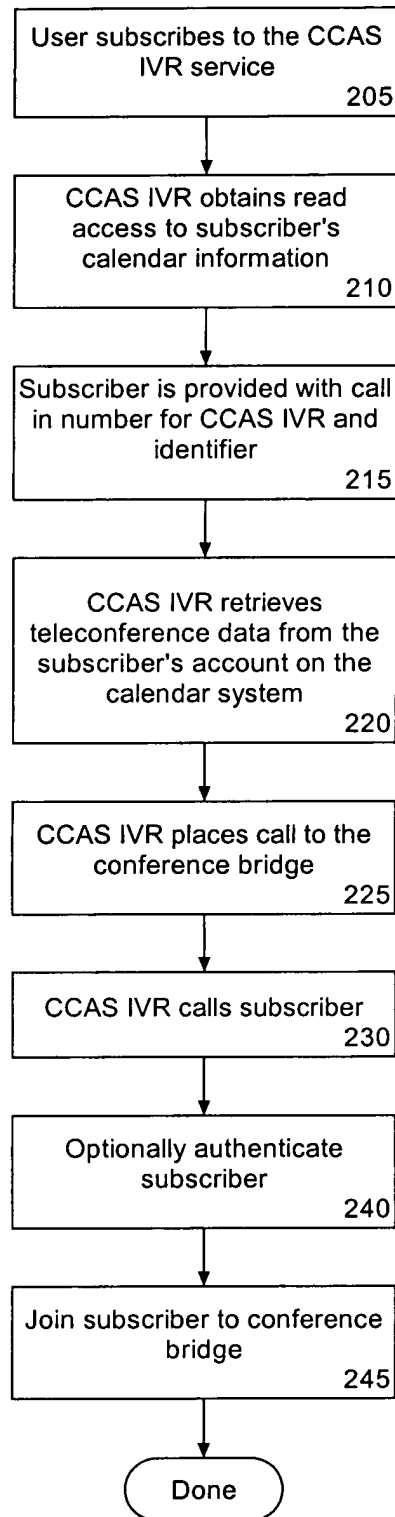 User subscribes to the CCAS
IVR service
205
CCAS IVR obtains read
access to subscriber's
calendar information
210
Subscriber is provided with call
in number for CCAS IVR and
identifier
215
CCAS IVR retrieves
teleconference data from the
subscriber's account on the
calendar system
220
CCAS IVR places call to the
conference bridge
225
CCAS IVR calls subscriber
230
Optionally authenticate
subscriber
240
Join subscriber to conference
bridge
245
Done